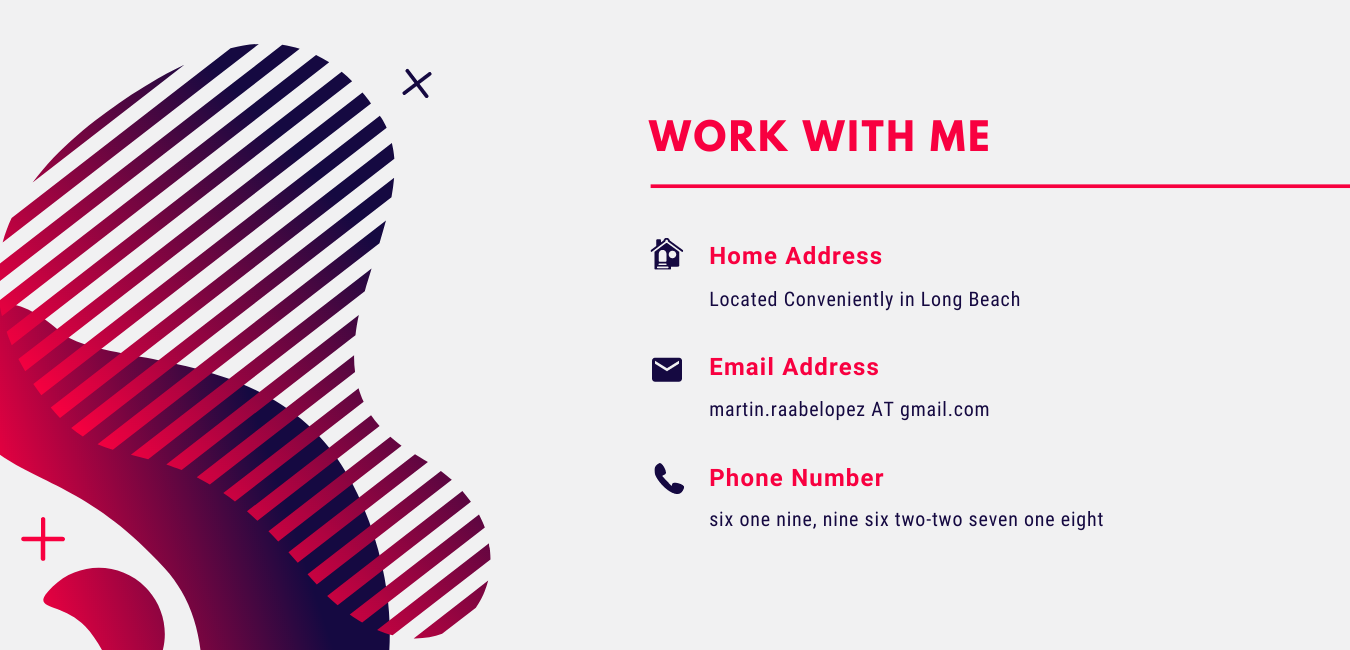 WORK WITH ME
Home Address
Located Conveniently in Long Beach
Email Address
martin.raabelopez AT gmail.com
Phone Number
six one nine, nine six two-two seven one eight